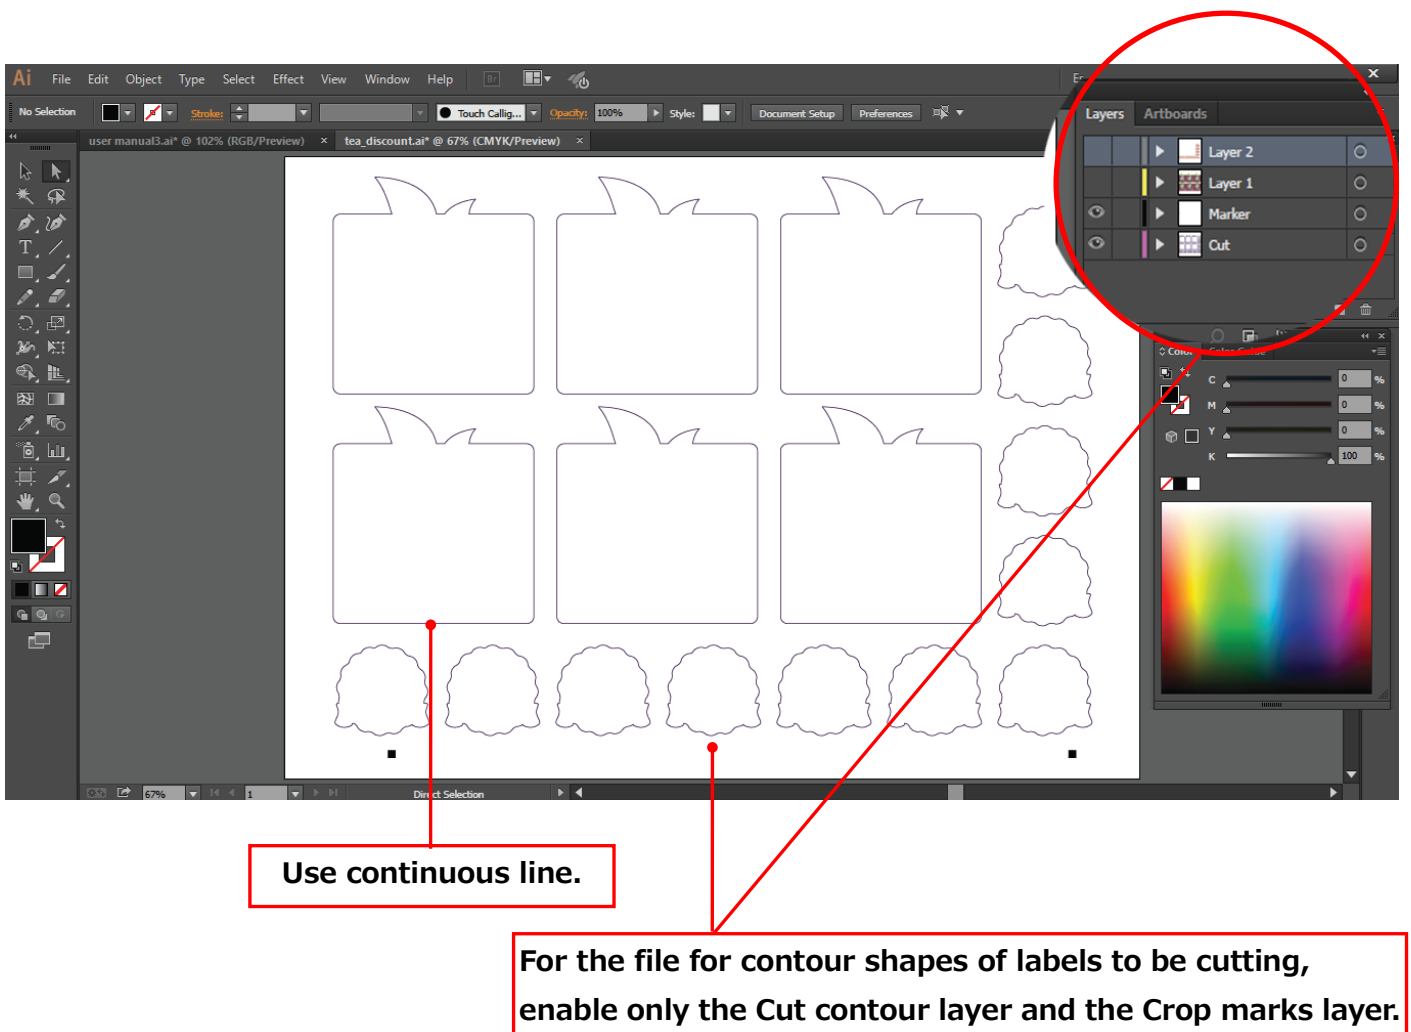 Ai File Edit Object Type Select Effect View Window Help Br
No Selection Stroke: Touch Callig... Opacity: 100% Style: Document Setup Preferences
user manual3.ai* @ 102% (RGB/Preview) × tea_discount.ai* @ 67% (CMYK/Preview) ×
Layers Artboards
Layer 2
Layer 1
Marker
Cut
C 0 %
M 0 %
Y 0 %
K 100 %
67% 1 Direct Selection
Use continuous line.
For the file for contour shapes of labels to be cutting,
enable only the Cut contour layer and the Crop marks layer.